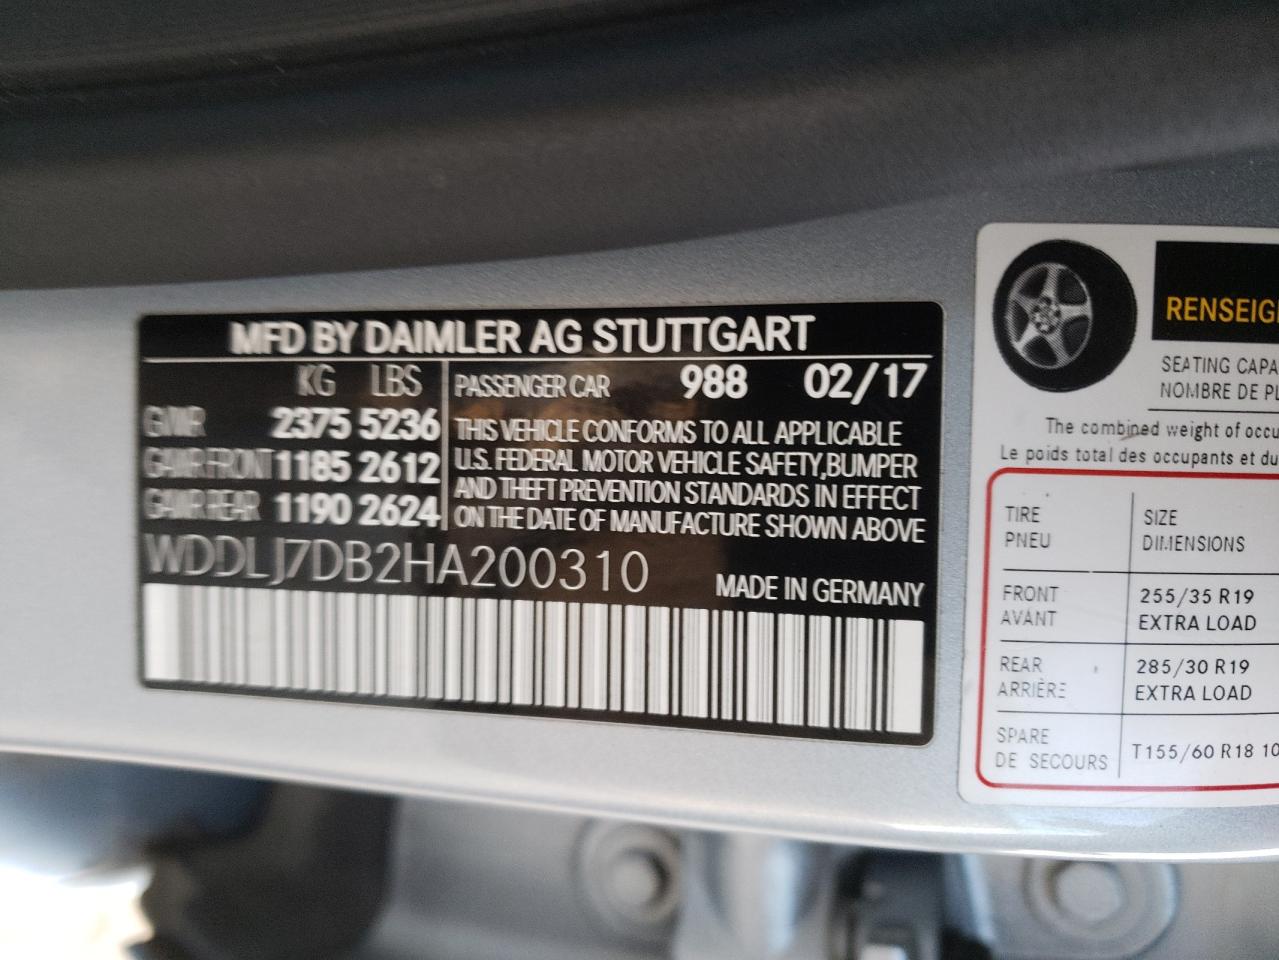 MFD BY DAIMLER AG STUTTGART
KG LBS
GVWR 2375 5236
GAWR FRONT 1185 2612
GAWR REAR 1190 2624
PASSENGER CAR 988 02/17
THIS VEHICLE CONFORMS TO ALL APPLICABLE
U.S. FEDERAL MOTOR VEHICLE SAFETY,BUMPER
AND THEFT PREVENTION STANDARDS IN EFFECT
ON THE DATE OF MANUFACTURE SHOWN ABOVE
WDDLJ7DB2HA200310
MADE IN GERMANY
RENSEIG
SEATING CAPA
NOMBRE DE PL
The combined weight of occu
Le poids total des occupants et du
TIRE SIZE
PNEU DIMENSIONS
FRONT 255/35 R19
AVANT EXTRA LOAD
REAR 285/30 R19
ARRIÈRE EXTRA LOAD
SPARE
DE SECOURS T155/60 R18 10